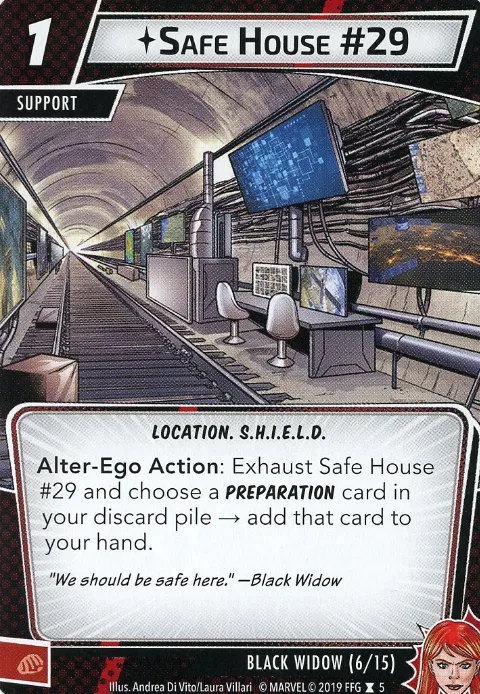 1
SAFE HOUSE #29
SUPPORT
LOCATION. S.H.I.E.L.D.
Alter-Ego Action: Exhaust Safe House
#29 and choose a PREPARATION card in
your discard pile → add that card to
your hand.
"We should be safe here." —Black Widow
BLACK WIDOW (6/15)
Illus. Andrea Di Vito/Laura Villari © MARVEL © 2019 FFG 5